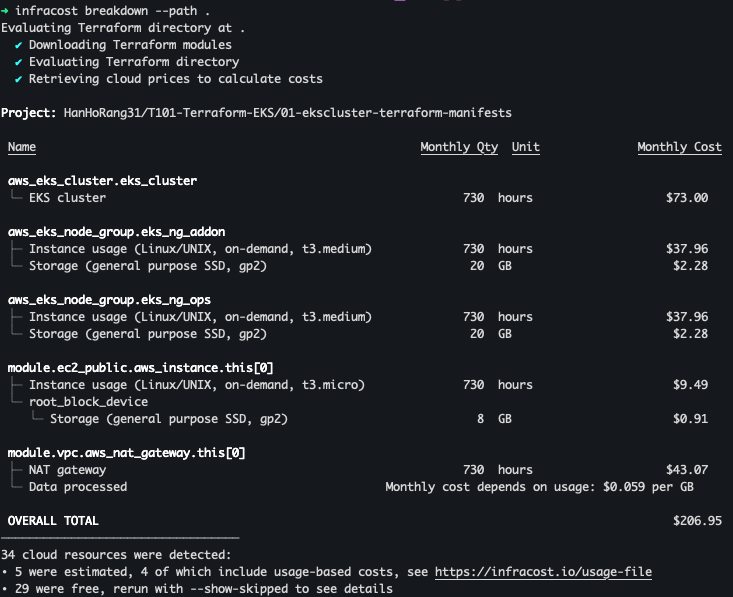 → infracost breakdown --path .
Evaluating Terraform directory at .
✔ Downloading Terraform modules
✔ Evaluating Terraform directory
✔ Retrieving cloud prices to calculate costs
Project: HanHoRang31/T101-Terraform-EKS/01-ekscluster-terraform-manifests
Name Monthly Qty Unit Monthly Cost
aws_eks_cluster.eks_cluster
└─ EKS cluster 730 hours $73.00
aws_eks_node_group.eks_ng_addon
├─ Instance usage (Linux/UNIX, on-demand, t3.medium) 730 hours $37.96
└─ Storage (general purpose SSD, gp2) 20 GB $2.28
aws_eks_node_group.eks_ng_ops
├─ Instance usage (Linux/UNIX, on-demand, t3.medium) 730 hours $37.96
└─ Storage (general purpose SSD, gp2) 20 GB $2.28
module.ec2_public.aws_instance.this[0]
├─ Instance usage (Linux/UNIX, on-demand, t3.micro) 730 hours $9.49
└─ root_block_device
└─ Storage (general purpose SSD, gp2) 8 GB $0.91
module.vpc.aws_nat_gateway.this[0]
├─ NAT gateway 730 hours $43.07
└─ Data processed Monthly cost depends on usage: $0.059 per GB
OVERALL TOTAL $206.95
──────────────────────────────────
34 cloud resources were detected:
• 5 were estimated, 4 of which include usage-based costs, see https://infracost.io/usage-file
• 29 were free, rerun with --show-skipped to see details